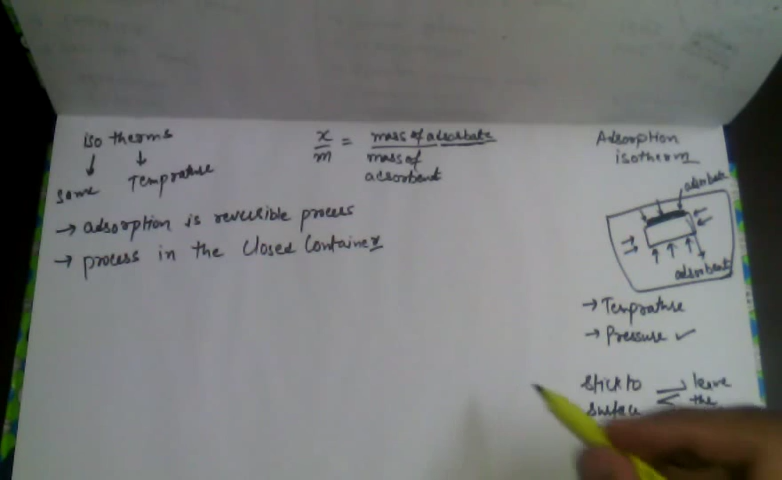 iso therms
same Temprature
→ adsorption is reversible process
→ process in the closed container
x/m = mass of adsorbate / mass of adsorbent
Adsorption
isotherm
adsorbate
adsorbent
→ Temprature
→ Pressure ✓
stick to ⇌ leave
surface the